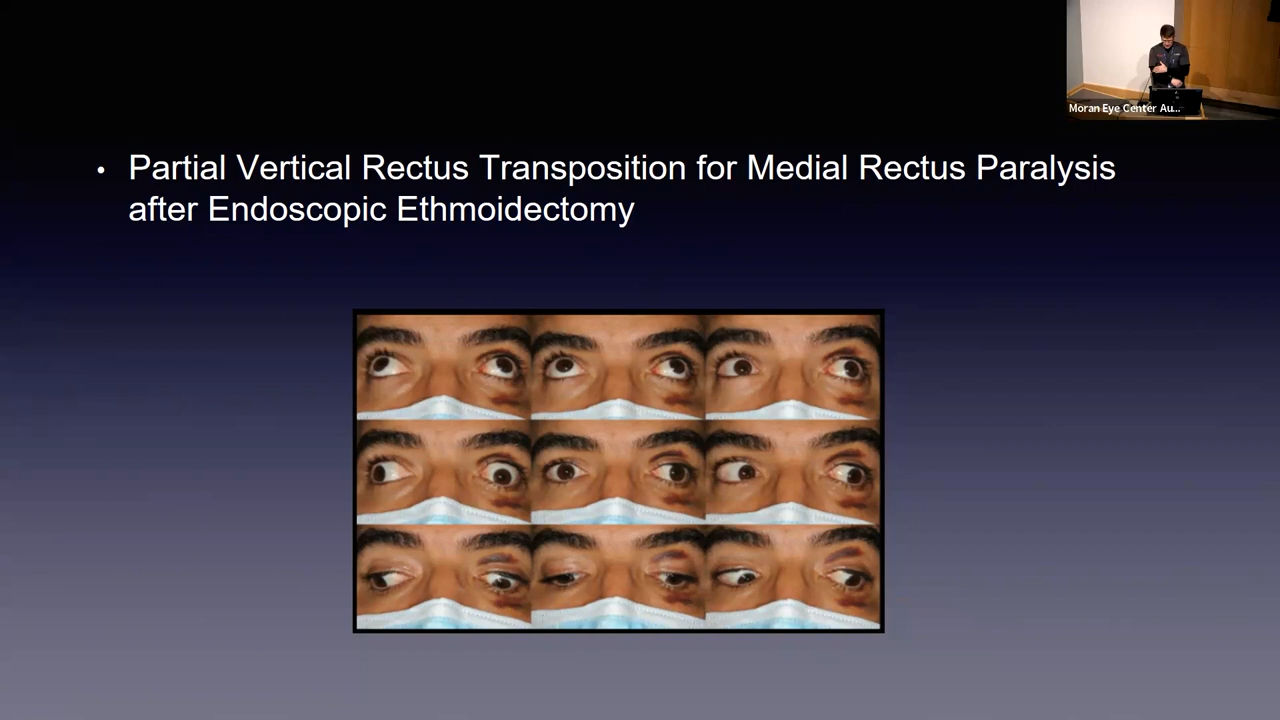 Moran Eye Center Au...
• Partial Vertical Rectus Transposition for Medial Rectus Paralysis
after Endoscopic Ethmoidectomy